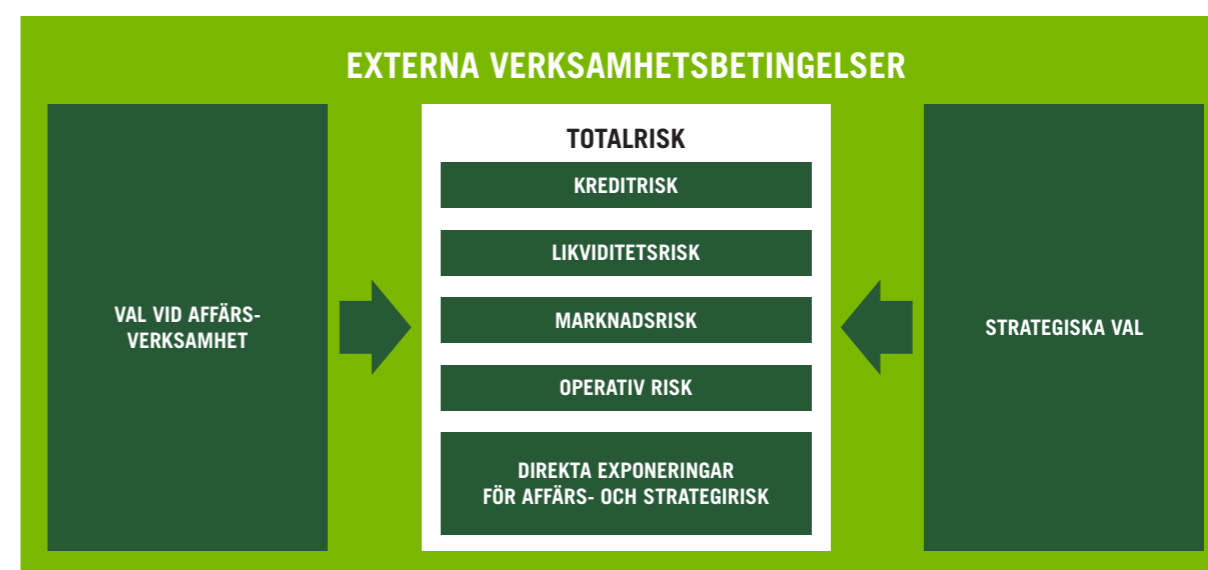 EXTERNA VERKSAMHETSBETINGELSER
VAL VID AFFÄRS-
VERKSAMHET
TOTALRISK
KREDITRISK
LIKVIDITETSRISK
MARKNADSRISK
OPERATIV RISK
DIREKTA EXPONERINGAR
FÖR AFFÄRS- OCH STRATEGIRISK
STRATEGISKA VAL